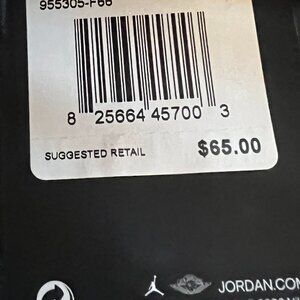 955305-F66
8 25664 45700 3
SUGGESTED RETAIL $65.00
JORDAN.COM